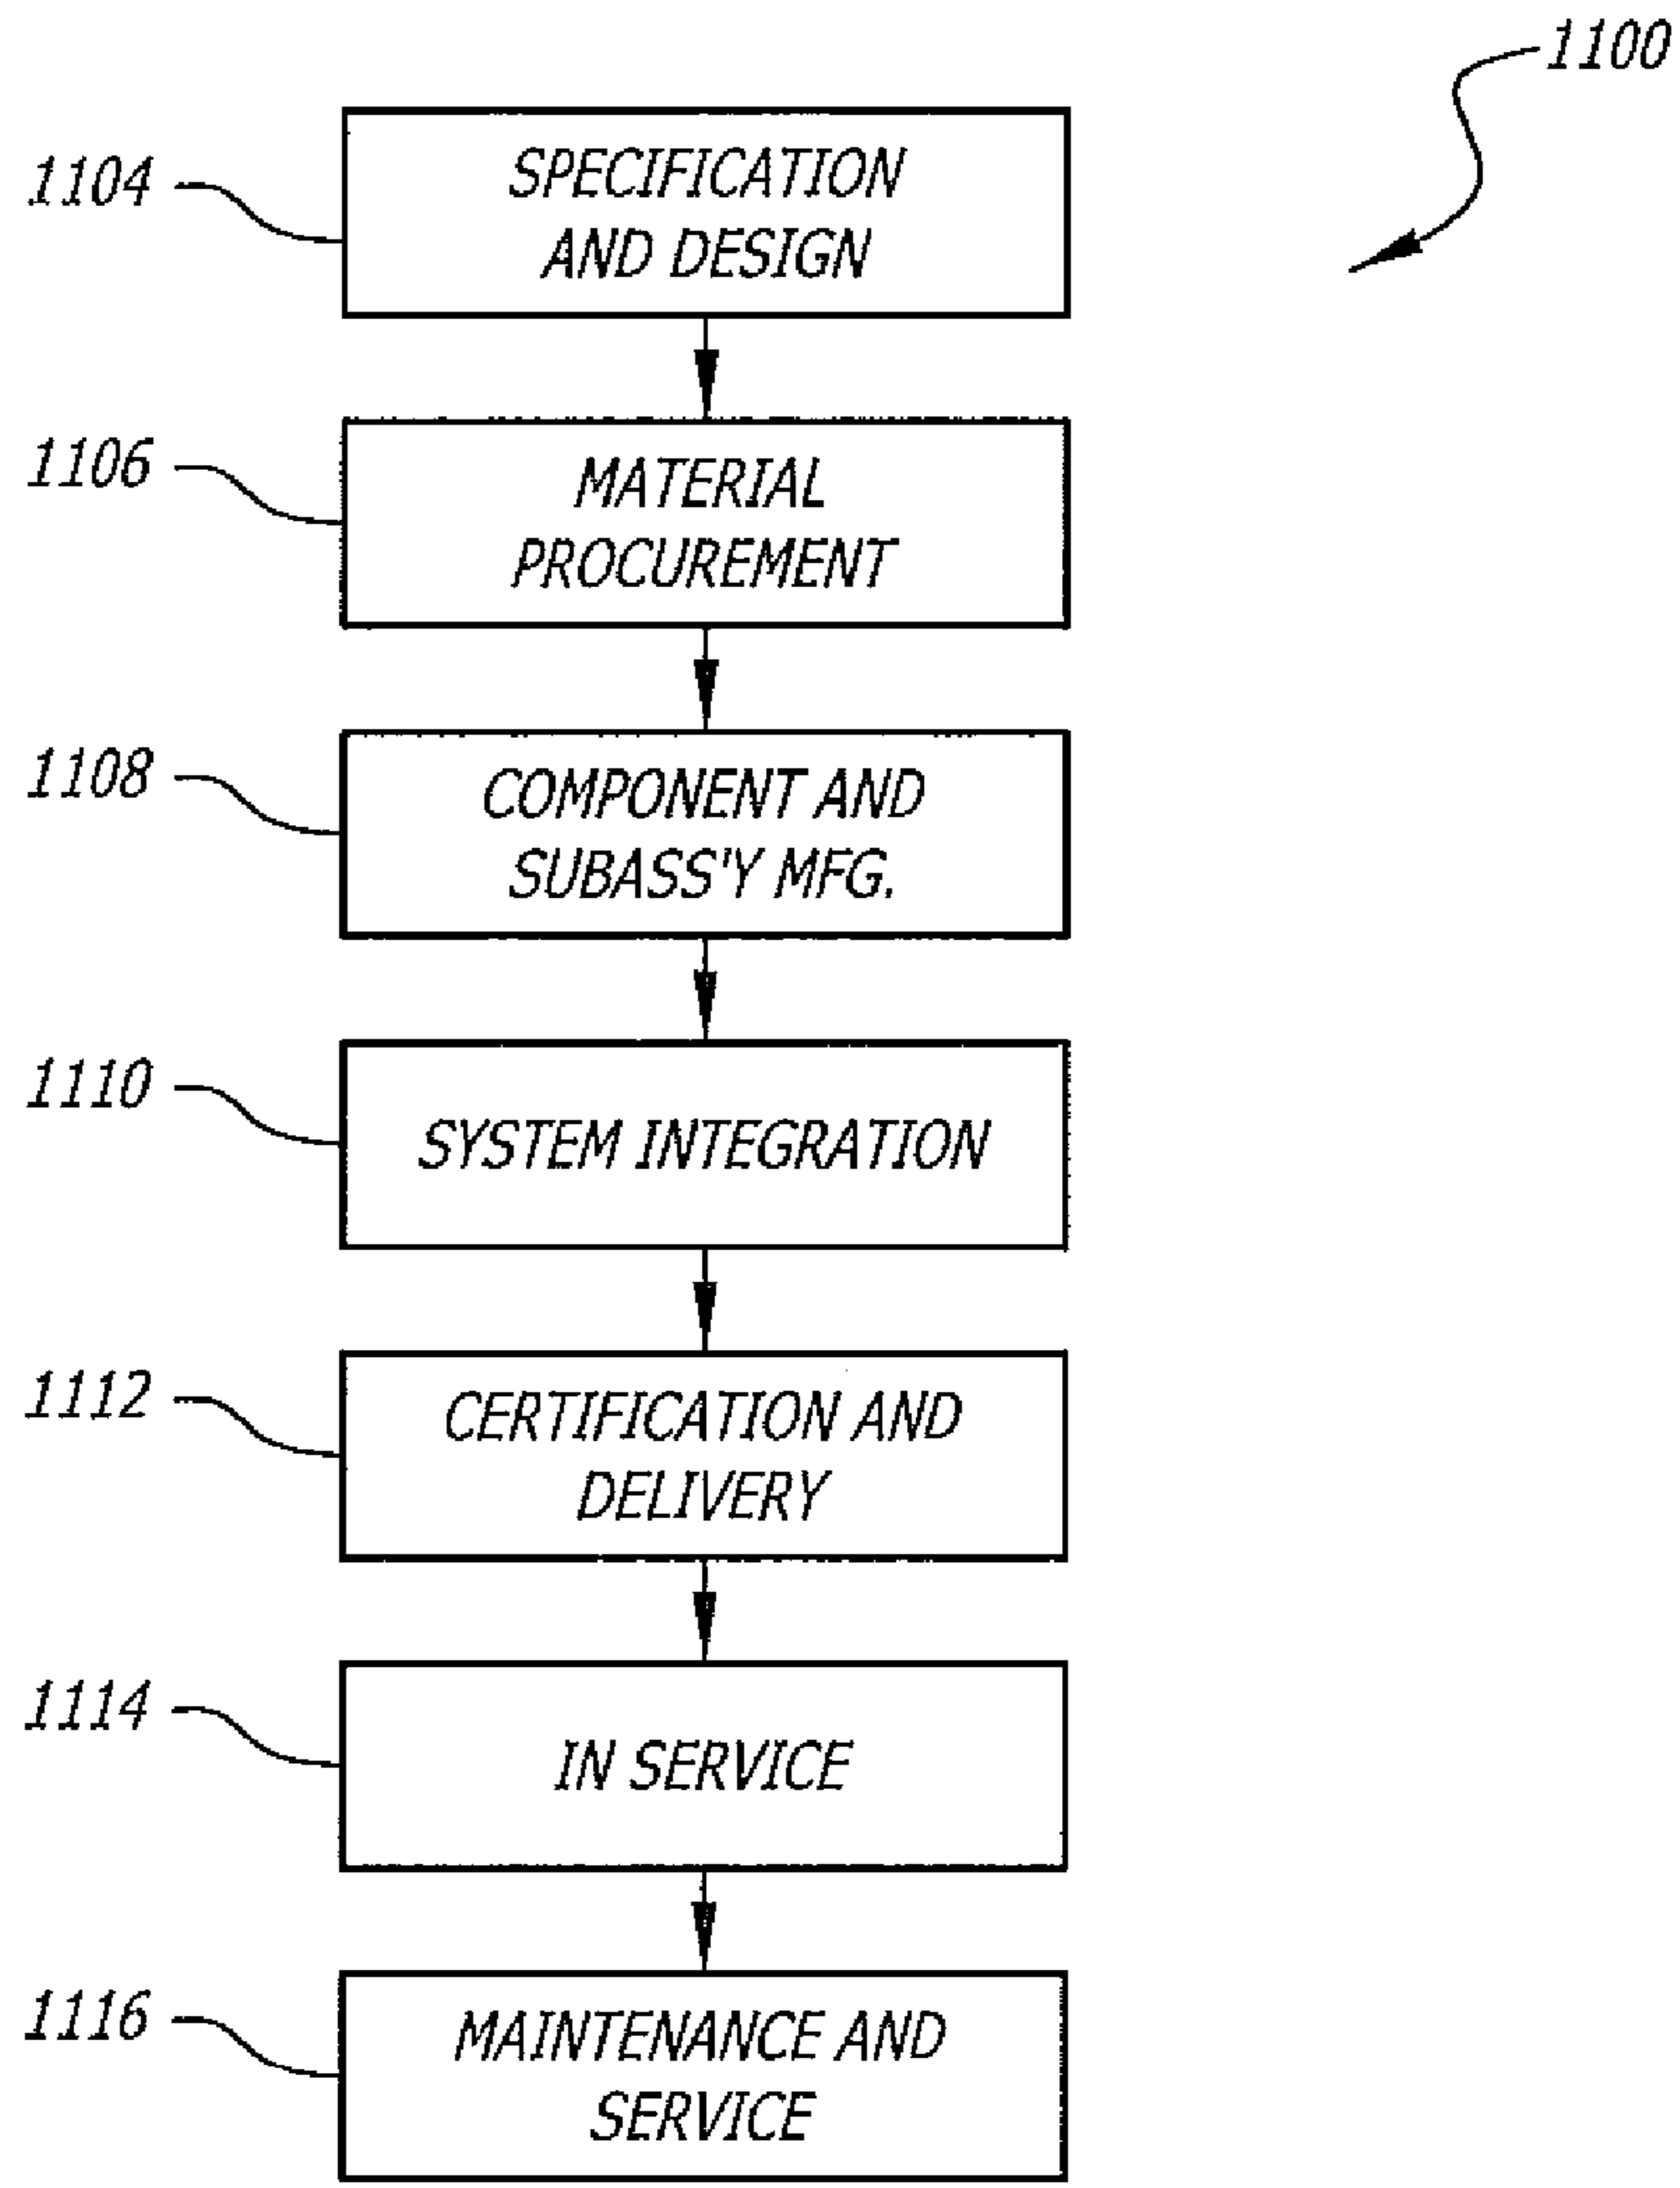 1100
1104
SPECIFICATION
AND DESIGN
1106
MATERIAL
PROCUREMENT
1108
COMPONENT AND
SUBASS'Y MFG.
1110
SYSTEM INTEGRATION
1112
CERTIFICATION AND
DELIVERY
1114
IN SERVICE
1116
MAINTENANCE AND
SERVICE